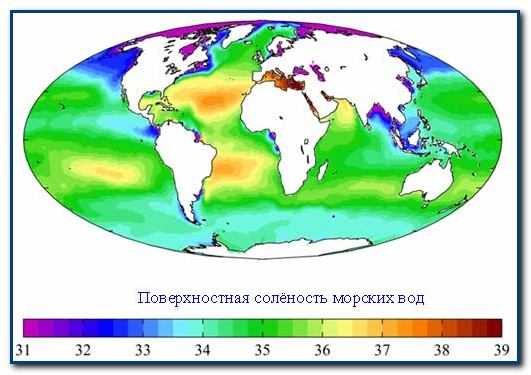 Поверхностная солёность морских вод
31 32 33 34 35 36 37 38 39